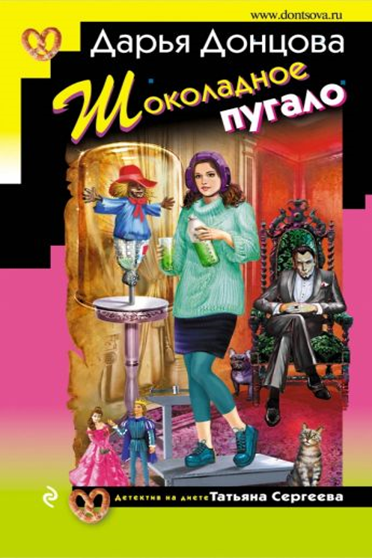 www.dontsova.ru
Дарья Донцова
Шоколадное
пугало
Детектив на диете Татьяна Сергеева